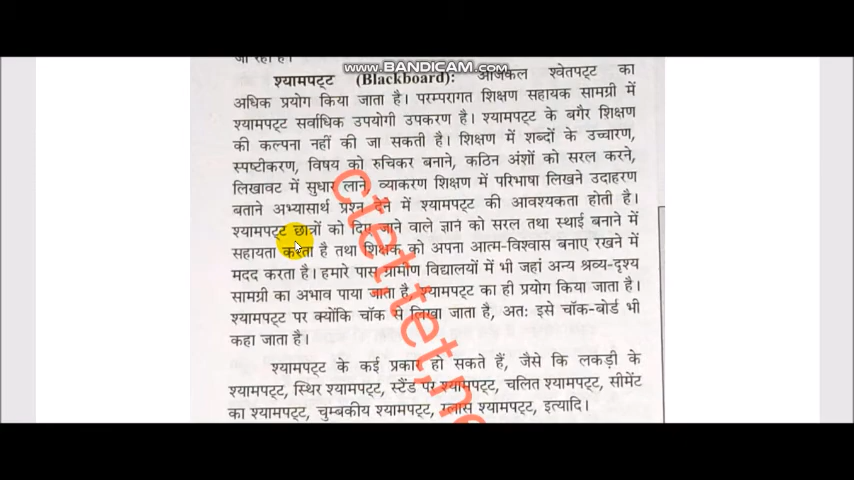 जा रहा है।
www.BANDICAM.com
श्यामपट्ट (Blackboard): आजकल श्वेतपट्ट का
अधिक प्रयोग किया जाता है। परम्परागत शिक्षण सहायक सामग्री में
श्यामपट्ट सर्वाधिक उपयोगी उपकरण है। श्यामपट्ट के बगैर शिक्षण
की कल्पना नहीं की जा सकती है। शिक्षण में शब्दों के उच्चारण,
स्पष्टीकरण, विषय को रुचिकर बनाने, कठिन अंशों को सरल करने,
लिखावट में सुधार लाने, व्याकरण शिक्षण में परिभाषा लिखने उदाहरण
बताने अभ्यासार्थ प्रश्न देने में श्यामपट्ट की आवश्यकता होती है।
श्यामपट्ट छात्रों को दिए जाने वाले ज्ञान को सरल तथा स्थाई बनाने में
सहायता करता है तथा शिक्षक को अपना आत्म-विश्वास बनाए रखने में
मदद करता है। हमारे पास ग्रामीण विद्यालयों में भी जहां अन्य श्रव्य-दृश्य
सामग्री का अभाव पाया जाता है, श्यामपट्ट का ही प्रयोग किया जाता है।
श्यामपट्ट पर क्योंकि चॉक से लिखा जाता है, अतः इसे चॉक-बोर्ड भी
कहा जाता है।
श्यामपट्ट के कई प्रकार हो सकते हैं, जैसे कि लकड़ी के
श्यामपट्ट, स्थिर श्यामपट्ट, स्टैंड पर श्यामपट्ट, चलित श्यामपट्ट, सीमेंट
का श्यामपट्ट, चुम्बकीय श्यामपट्ट, ग्लास श्यामपट्ट, इत्यादि।
ctet,tet,ne